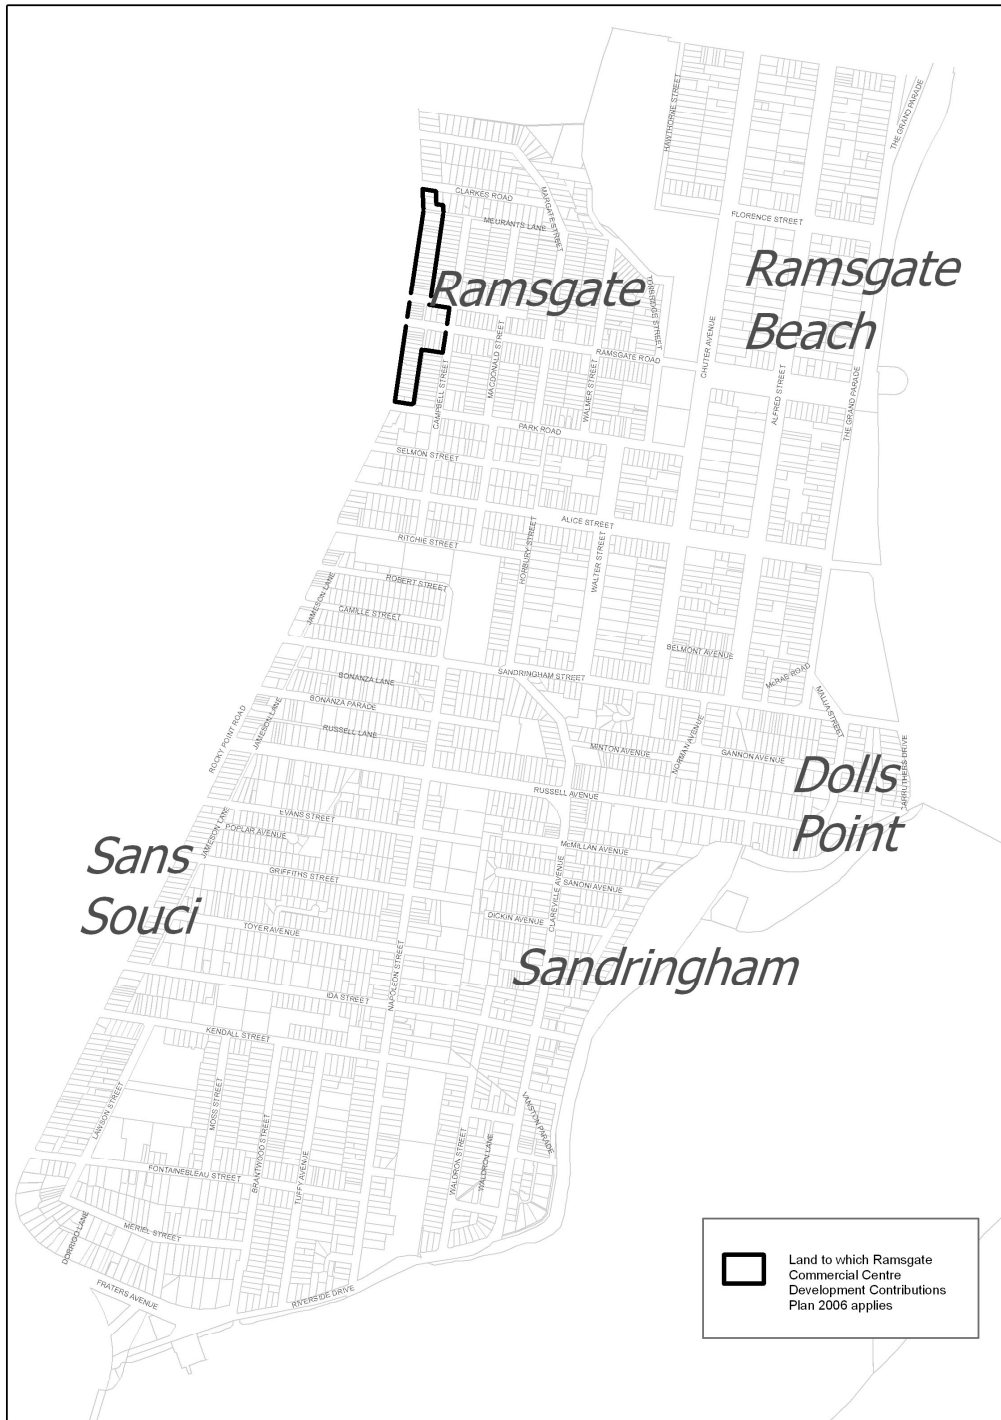 HAWTHORNE STREET
THE GRAND PARADE
CLARKES ROAD
MARGATE STREET
MEURANTS LANE
FLORENCE STREET
Ramsgate
Ramsgate
Beach
TORBRIDGE STREET
CHUTER AVENUE
MACDONALD STREET
RAMSGATE ROAD
WALMER STREET
CAMPBELL STREET
ALFRED STREET
THE GRAND PARADE
PARK ROAD
SELMON STREET
ALICE STREET
RITCHIE STREET
HORBURY STREET
WALTER STREET
JAMESON LANE
ROBERT STREET
CAMILLE STREET
BELMONT AVENUE
SANDRINGHAM STREET
McRAE ROAD
BONANZA LANE
BONANZA PARADE
MALUA STREET
ROCKY POINT ROAD
JAMESON LANE
RUSSELL LANE
MINTON AVENUE
NORMAN AVENUE
GANNON AVENUE
CARRUTHERS DRIVE
Dolls
Point
RUSSELL AVENUE
EVANS STREET
POPLAR AVENUE
JAMESON LANE
McMILLAN AVENUE
Sans
Souci
GRIFFITHS STREET
SANONI AVENUE
CLAREVILLE AVENUE
DICKIN AVENUE
TOYER AVENUE
NAPOLEON STREET
Sandringham
IDA STREET
KENDALL STREET
LAWSON STREET
MOSS STREET
BRANTWOOD STREET
TUFFY AVENUE
WALDRON STREET
WALDRON LANE
VANSTON PARADE
FONTAINEBLEAU STREET
DORRIGO LANE
MERIEL STREET
FRATERS AVENUE
RIVERSIDE DRIVE
Land to which Ramsgate
Commercial Centre
Development Contributions
Plan 2006 applies